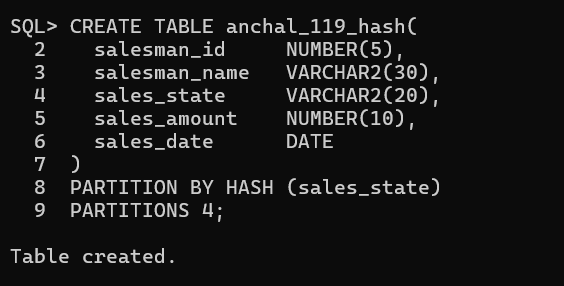 SQL> CREATE TABLE anchal_119_hash(
  2    salesman_id     NUMBER(5),
  3    salesman_name   VARCHAR2(30),
  4    sales_state     VARCHAR2(20),
  5    sales_amount    NUMBER(10),
  6    sales_date      DATE
  7  )
  8  PARTITION BY HASH (sales_state)
  9  PARTITIONS 4;
Table created.